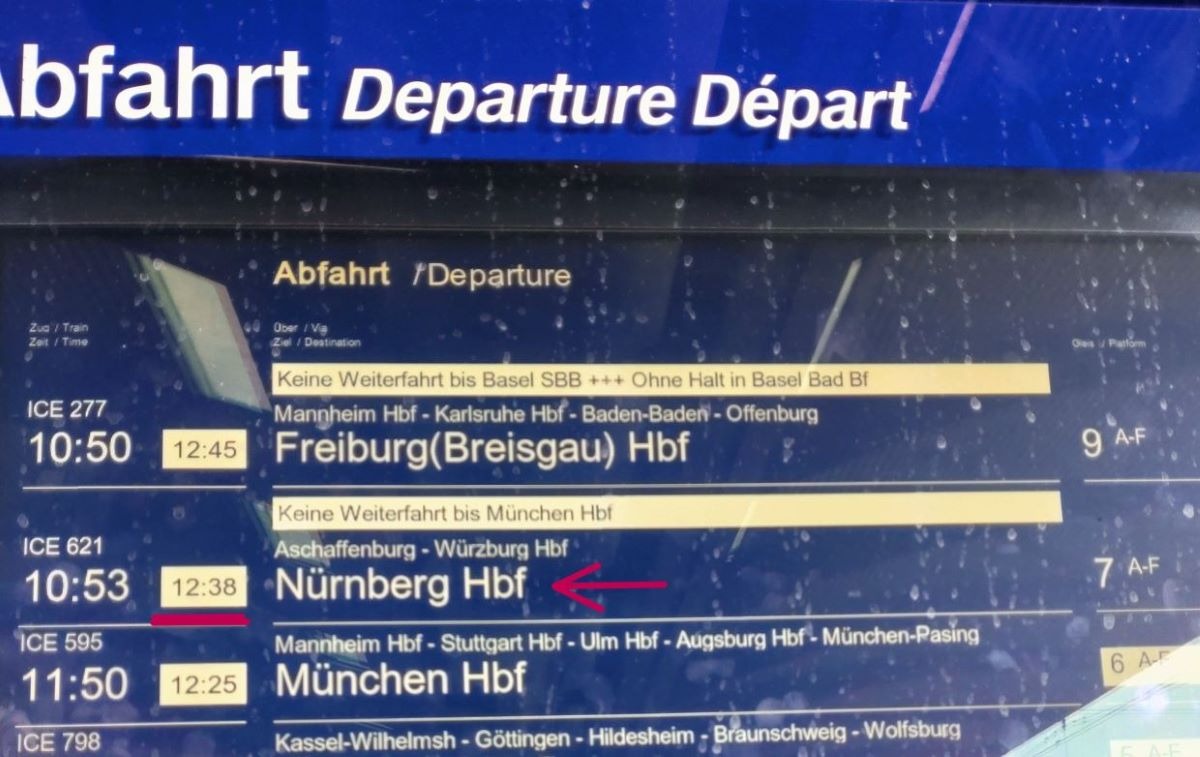 Abfahrt Departure Départ
Abfahrt / Departure
Zug / Train
Zeit / Time
Über / Via
Ziel / Destination
Gleis / Platform
Keine Weiterfahrt bis Basel SBB +++ Ohne Halt in Basel Bad Bf
ICE 277
Mannheim Hbf - Karlsruhe Hbf - Baden-Baden - Offenburg
10:50 12:45 Freiburg(Breisgau) Hbf 9 A-F
Keine Weiterfahrt bis München Hbf
ICE 621
Aschaffenburg - Würzburg Hbf
10:53 12:38 Nürnberg Hbf 7 A-F
ICE 595
Mannheim Hbf - Stuttgart Hbf - Ulm Hbf - Augsburg Hbf - München-Pasing
11:50 12:25 München Hbf 6 A-F
ICE 798
Kassel-Wilhelmsh - Göttingen - Hildesheim - Braunschweig - Wolfsburg
5 A-F